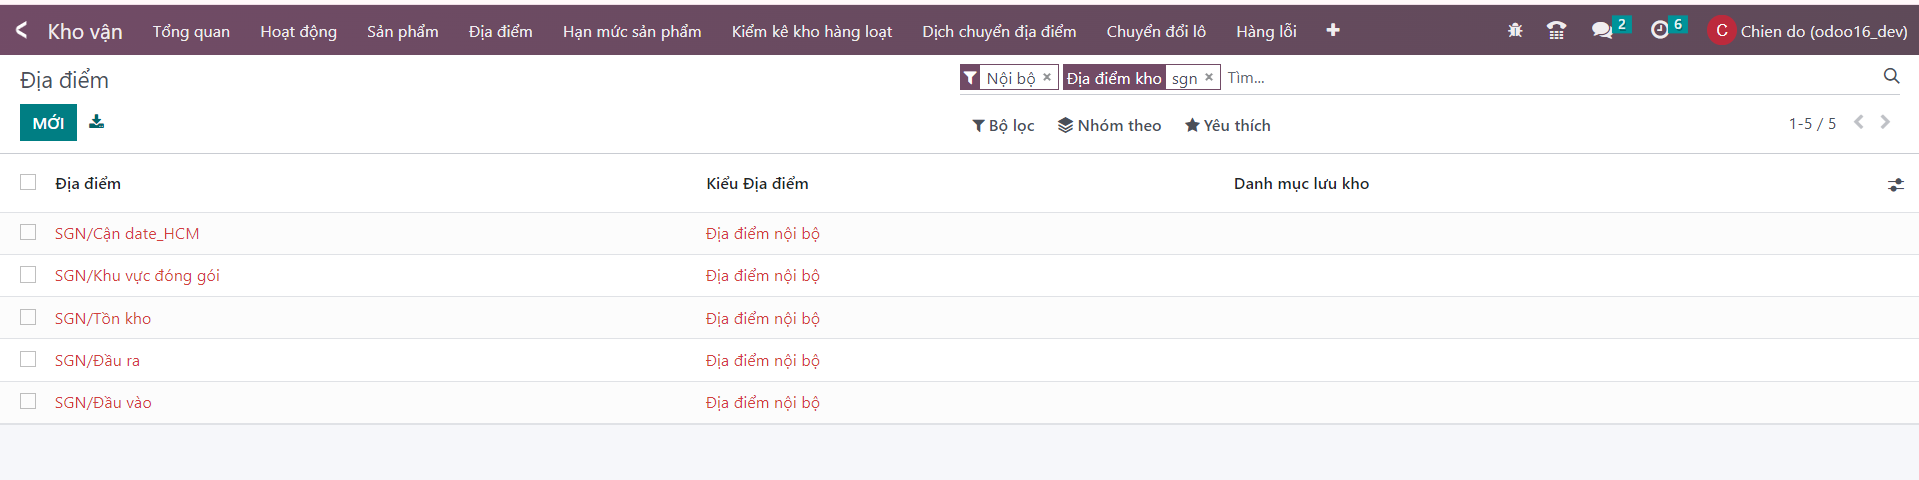 Kho vận Tổng quan Hoạt động Sản phẩm Địa điểm Hạn mức sản phẩm Kiểm kê kho hàng loạt Dịch chuyển địa điểm Chuyển đổi lô Hàng lỗi 2 6 C Chien do (odoo16_dev)
Địa điểm Nội bộ × Địa điểm kho sgn × Tìm...
MỚI Bộ lọc Nhóm theo Yêu thích 1-5 / 5
Địa điểm Kiểu Địa điểm Danh mục lưu kho
SGN/Cận date_HCM Địa điểm nội bộ
SGN/Khu vực đóng gói Địa điểm nội bộ
SGN/Tồn kho Địa điểm nội bộ
SGN/Đầu ra Địa điểm nội bộ
SGN/Đầu vào Địa điểm nội bộ